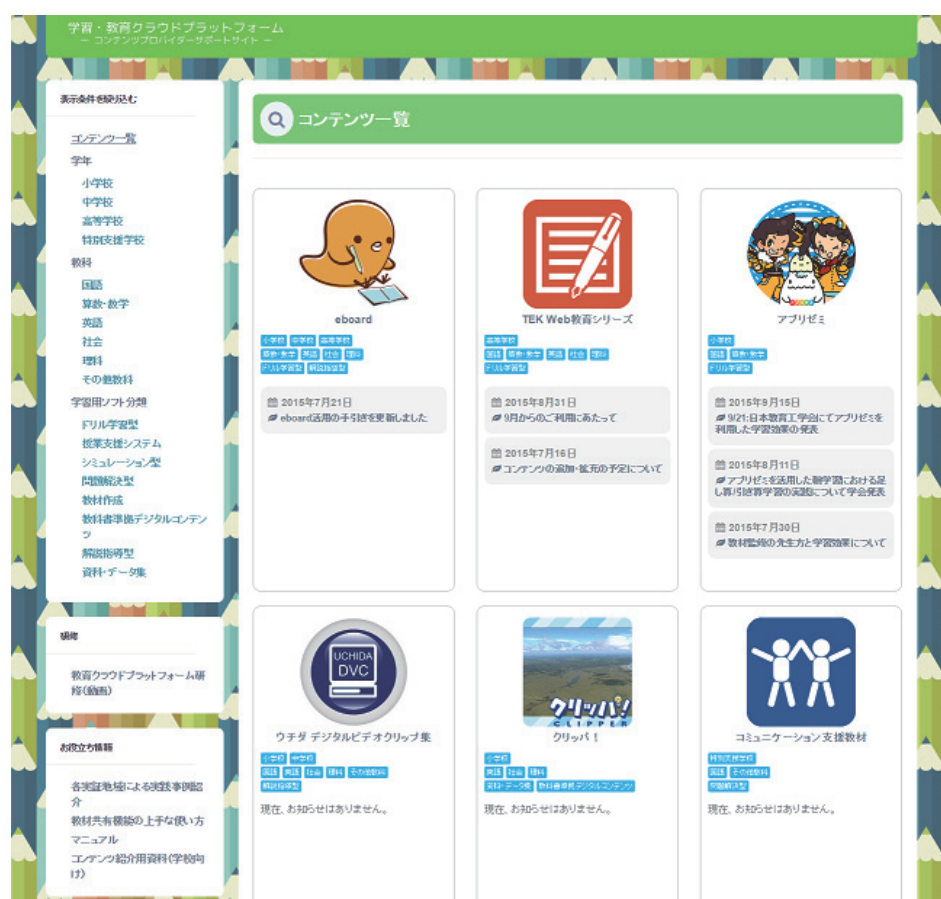 学習・教育クラウドプラットフォーム
－ コンテンツプロバイダーサポートサイト －
表示条件を絞り込む
コンテンツ一覧
学年
小学校
中学校
高等学校
特別支援学校
教科
国語
算数・数学
英語
社会
理科
その他教科
学習用ソフト分類
ドリル学習型
授業支援システム
シミュレーション型
問題解決型
教材作成
教科書準拠デジタルコンテン
ツ
解説指導型
資料・データ集
研修
教育クラウドプラットフォーム研
修(動画)
お役立ち情報
各実証地域による実践事例紹
介
教材共有機能の上手な使い方
マニュアル
コンテンツ紹介用資料(学校向
け)
コンテンツ一覧
eboard
小学校 中学校 高等学校
算数・数学 英語 社会 理科
ドリル学習型 解説指導型
2015年7月21日
eboard活用の手引きを更新しました
TEK Web教育シリーズ
高等学校
国語 算数・数学 英語 社会 理科
ドリル学習型
2015年8月31日
9月からのご利用にあたって
2015年7月16日
コンテンツの追加・拡充の予定について
アプリゼミ
小学校
国語 算数・数学
ドリル学習型
2015年9月15日
9/21:日本教育工学会にてアプリゼミを
利用した学習効果の発表
2015年8月11日
アプリゼミを活用した朝学習における足
し算/引き算学習の実践について学会発表
2015年7月30日
教材監修の先生方と学習効果について
UCHIDA
DVC
ウチダ デジタルビデオクリップ集
小学校 中学校
国語 英語 社会 理科 その他教科
解説指導型
現在、お知らせはありません。
クリッパ!
CLIPPER
クリッパ！
小学校
英語 社会 理科
資料・データ集 教科書準拠デジタルコンテンツ
現在、お知らせはありません。
コミュニケーション支援教材
特別支援学校
国語 その他教科
問題解決型
現在、お知らせはありません。